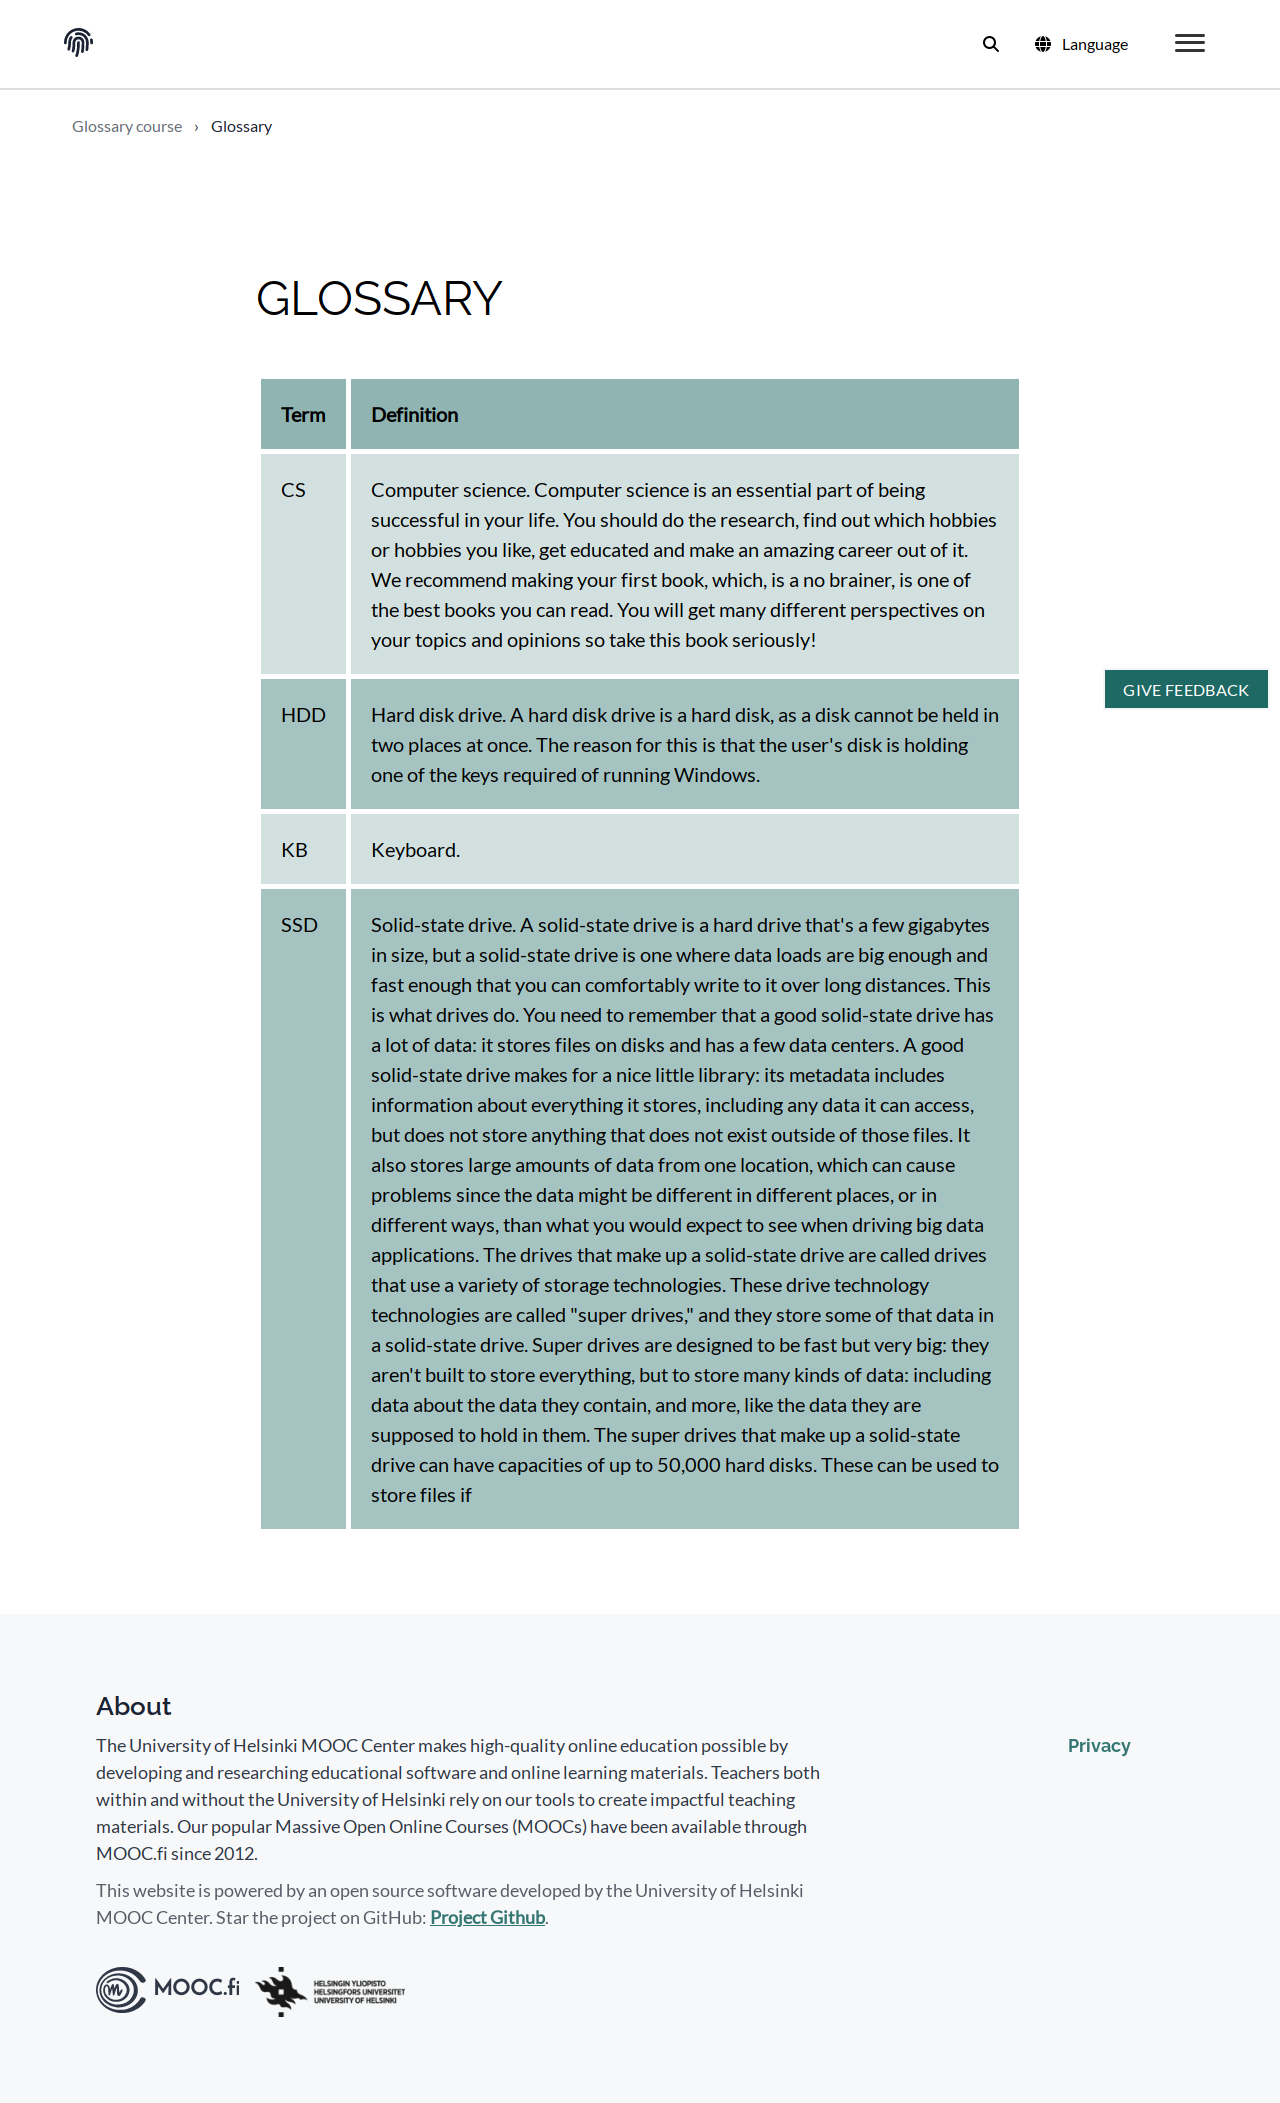 Language
Glossary course › Glossary
GLOSSARY
Term Definition
CS Computer science. Computer science is an essential part of being
successful in your life. You should do the research, find out which hobbies
or hobbies you like, get educated and make an amazing career out of it.
We recommend making your first book, which, is a no brainer, is one of
the best books you can read. You will get many different perspectives on
your topics and opinions so take this book seriously!
GIVE FEEDBACK
HDD Hard disk drive. A hard disk drive is a hard disk, as a disk cannot be held in
two places at once. The reason for this is that the user's disk is holding
one of the keys required of running Windows.
KB Keyboard.
SSD Solid-state drive. A solid-state drive is a hard drive that's a few gigabytes
in size, but a solid-state drive is one where data loads are big enough and
fast enough that you can comfortably write to it over long distances. This
is what drives do. You need to remember that a good solid-state drive has
a lot of data: it stores files on disks and has a few data centers. A good
solid-state drive makes for a nice little library: its metadata includes
information about everything it stores, including any data it can access,
but does not store anything that does not exist outside of those files. It
also stores large amounts of data from one location, which can cause
problems since the data might be different in different places, or in
different ways, than what you would expect to see when driving big data
applications. The drives that make up a solid-state drive are called drives
that use a variety of storage technologies. These drive technology
technologies are called "super drives," and they store some of that data in
a solid-state drive. Super drives are designed to be fast but very big: they
aren't built to store everything, but to store many kinds of data: including
data about the data they contain, and more, like the data they are
supposed to hold in them. The super drives that make up a solid-state
drive can have capacities of up to 50,000 hard disks. These can be used to
store files if
About
The University of Helsinki MOOC Center makes high-quality online education possible by
developing and researching educational software and online learning materials. Teachers both
within and without the University of Helsinki rely on our tools to create impactful teaching
materials. Our popular Massive Open Online Courses (MOOCs) have been available through
MOOC.fi since 2012.
Privacy
This website is powered by an open source software developed by the University of Helsinki
MOOC Center. Star the project on GitHub: Project Github.
MOOC.fi
HELSINGIN YLIOPISTO
HELSINGFORS UNIVERSITET
UNIVERSITY OF HELSINKI